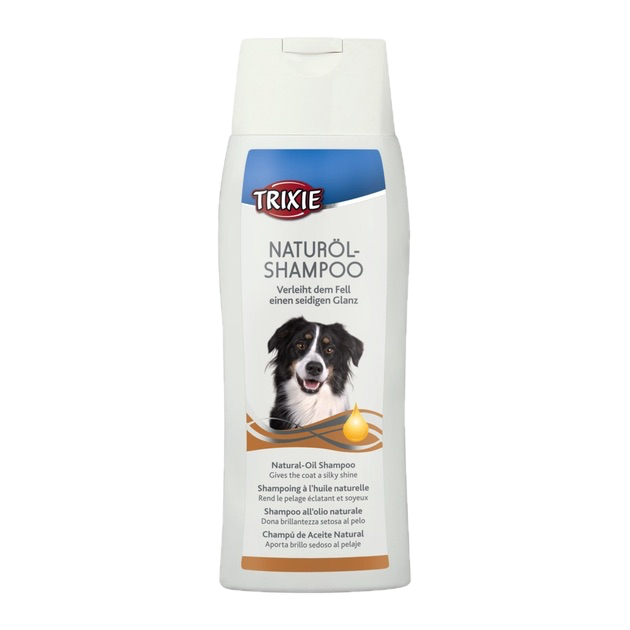 TRIXIE
NATURÖL-
SHAMPOO
Verleiht dem Fell
einen seidigen Glanz
Natural-Oil Shampoo
Gives the coat a silky shine
Shampoing à l'huile naturelle
Rend le pelage éclatant et soyeux
Shampoo all'olio naturale
Dona brillantezza setosa al pelo
Champú de Aceite Natural
Aporta brillo sedoso al pelaje